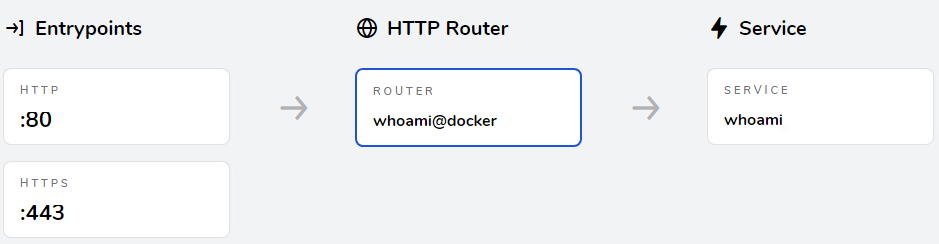 Entrypoints
HTTP
:80
HTTPS
:443
HTTP Router
ROUTER
whoami@docker
Service
SERVICE
whoami